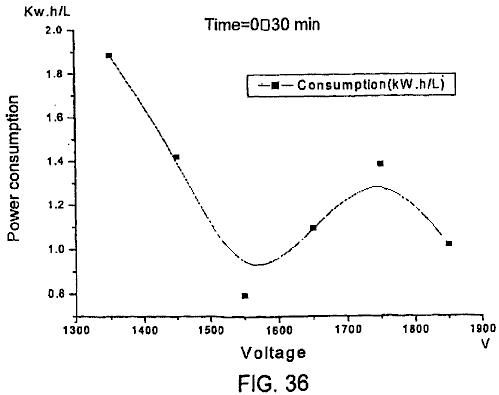 Kw.h/L
Time=0□30 min
2.0
1.8
1.6
1.4
1.2
1.0
0.8
Power consumption
Consumption(kW.h/L)
1300 1400 1500 1600 1700 1800 1900
Voltage
V
FIG. 36